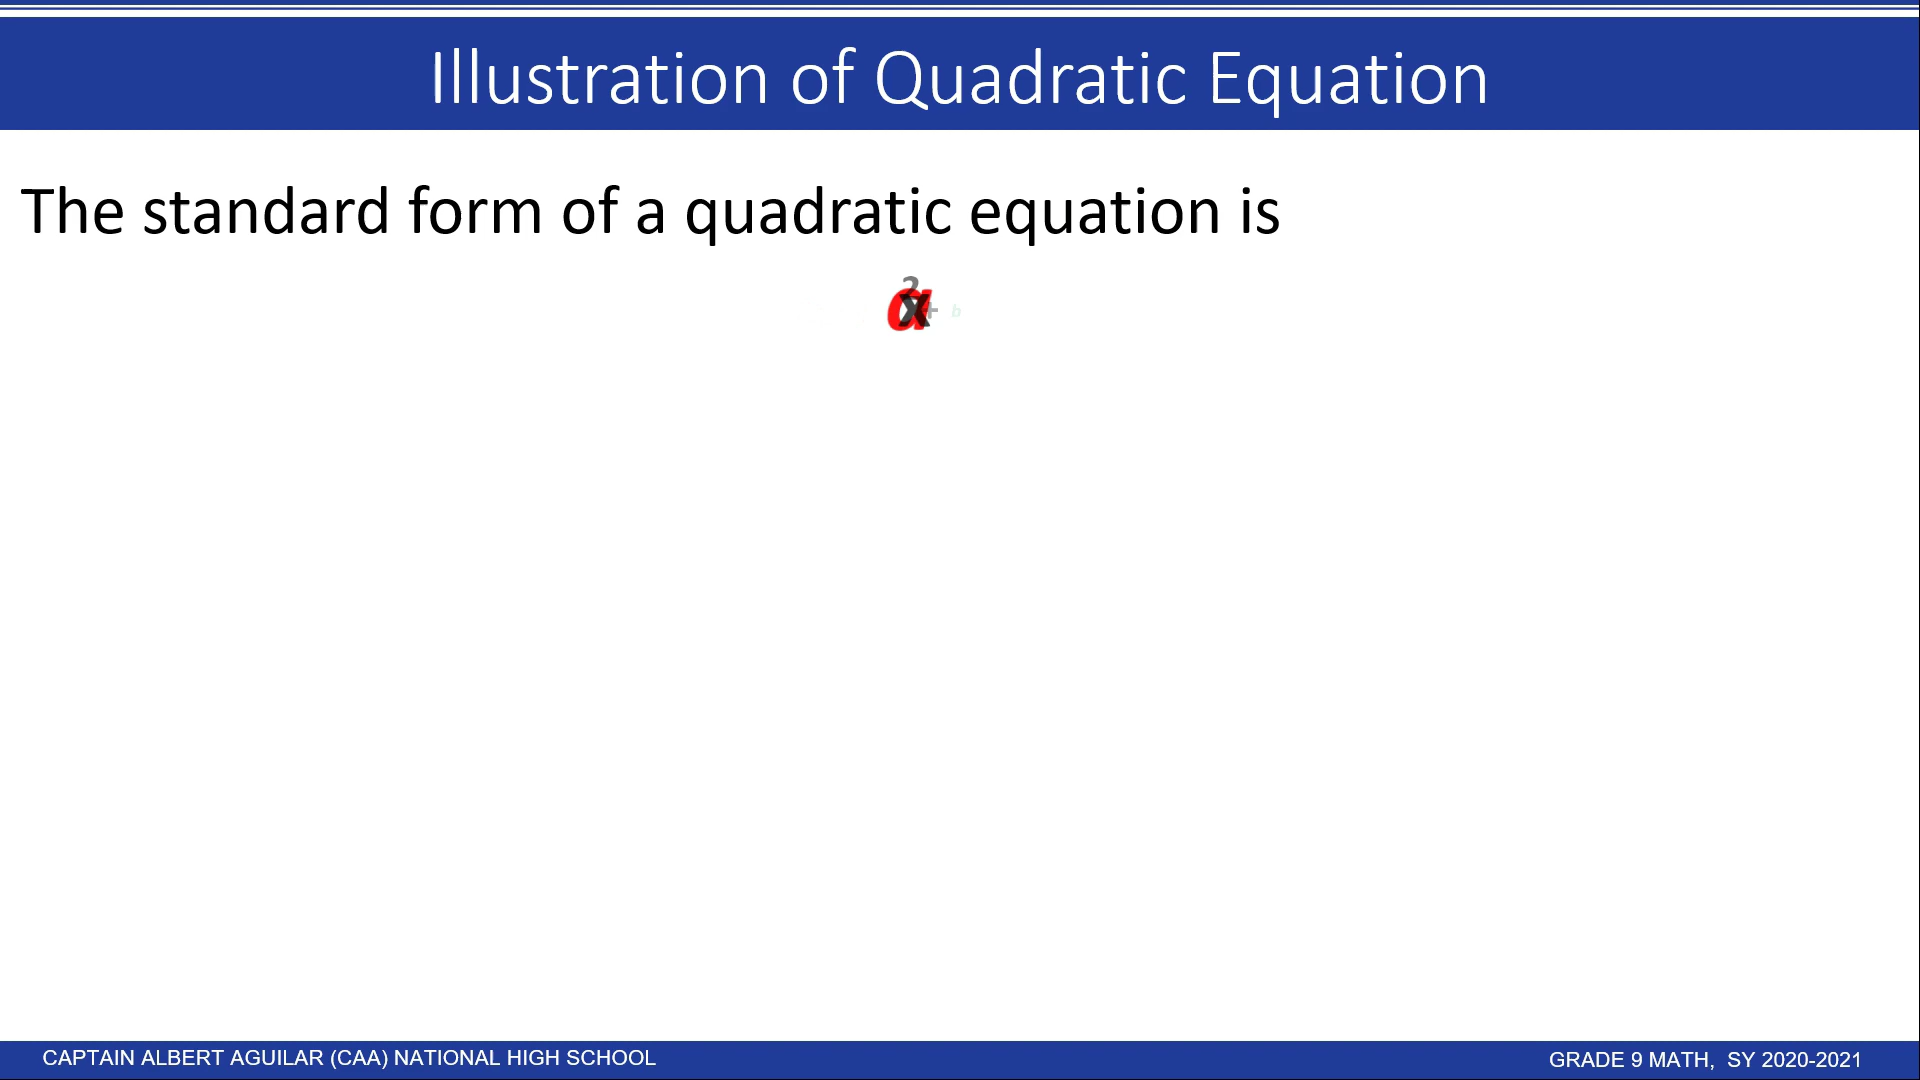 Illustration of Quadratic Equation
The standard form of a quadratic equation is
ax² + b
CAPTAIN ALBERT AGUILAR (CAA) NATIONAL HIGH SCHOOL
GRADE 9 MATH, SY 2020-2021